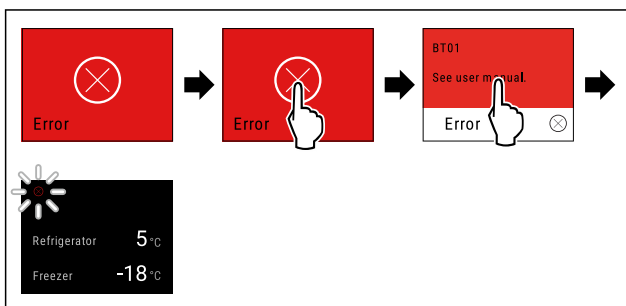 Error
Error
BT01
See user manual.
Error
Refrigerator 5°C
Freezer -18°C